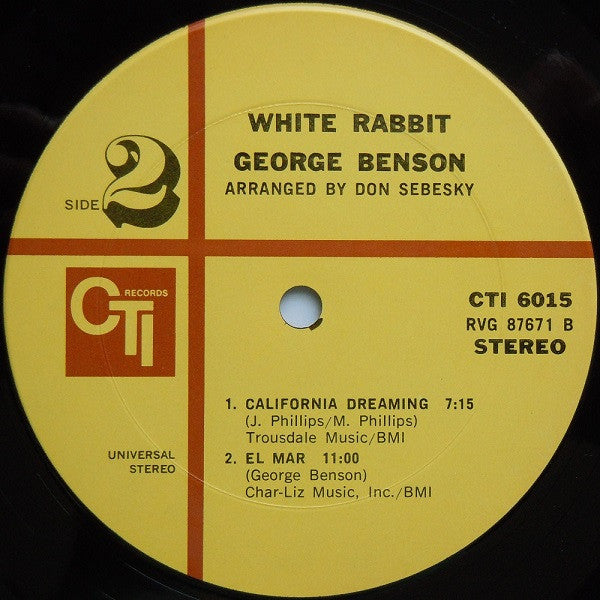 WHITE RABBIT
GEORGE BENSON
ARRANGED BY DON SEBESKY
SIDE 2
CTI RECORDS
CTI 6015
RVG 87671 B
STEREO
1. CALIFORNIA DREAMING 7:15
(J. Phillips/M. Phillips)
Trousdale Music/BMI
2. EL MAR 11:00
(George Benson)
Char-Liz Music, Inc./BMI
UNIVERSAL
STEREO